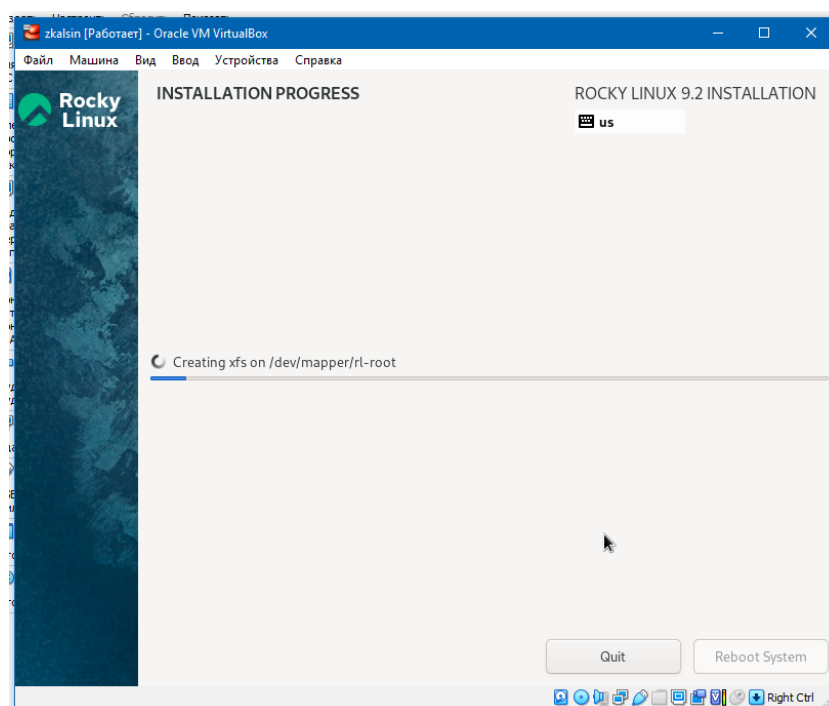 zkalsin [Работает] - Oracle VM VirtualBox
Файл Машина Вид Ввод Устройства Справка
Rocky
Linux
INSTALLATION PROGRESS
ROCKY LINUX 9.2 INSTALLATION
us
Creating xfs on /dev/mapper/rl-root
Quit
Reboot System
Right Ctrl